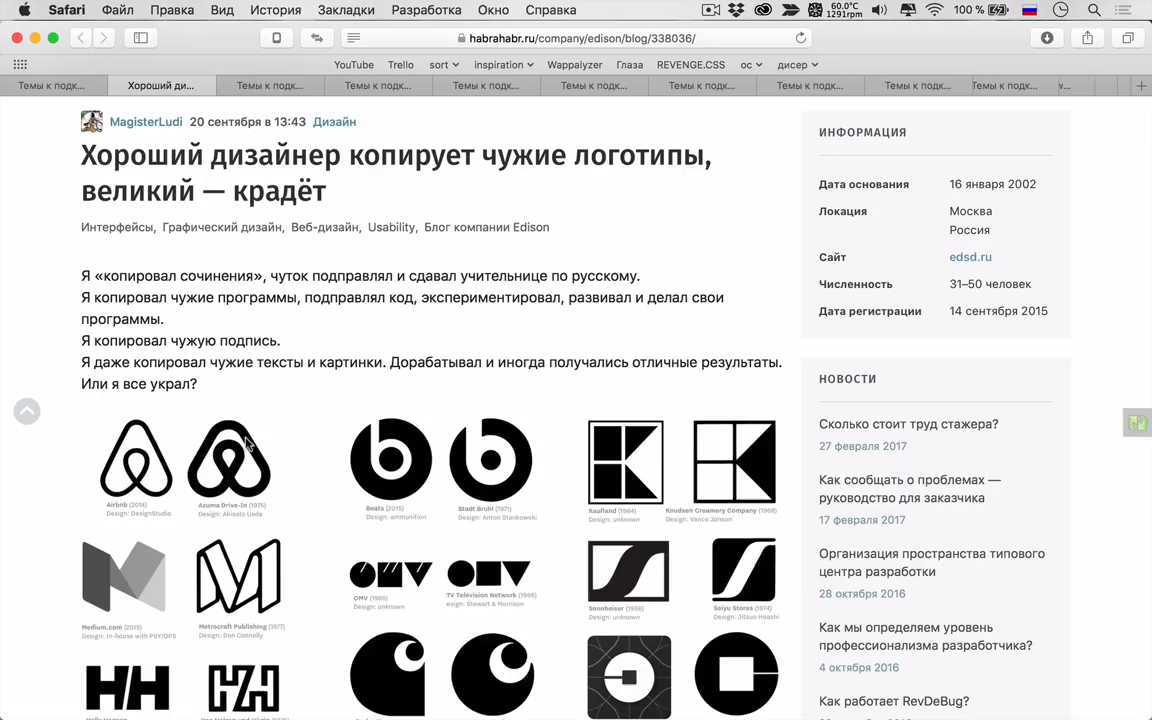 Safari Файл Правка Вид История Закладки Разработка Окно Справка 60.0°C 1291rpm 100 %
habrahabr.ru/company/edison/blog/338036/
YouTube Trello sort inspiration Wappalyzer Глаза REVENGE.CSS ос дисер
Темы к подк... Хороший ди... Темы к подк... Темы к подк... Темы к подк... Темы к подк... Темы к подк... Темы к подк... Темы к подк... Темы к подк...
MagisterLudi 20 сентября в 13:43 Дизайн
Хороший дизайнер копирует чужие логотипы,
великий — крадёт
Интерфейсы, Графический дизайн, Веб-дизайн, Usability, Блог компании Edison
Я «копировал сочинения», чуток подправлял и сдавал учительнице по русскому.
Я копировал чужие программы, подправлял код, экспериментировал, развивал и делал свои
программы.
Я копировал чужую подпись.
Я даже копировал чужие тексты и картинки. Дорабатывал и иногда получались отличные результаты.
Или я все украл?
Airbnb (2014)
Design: DesignStudio
Azuma Drive-In (1975)
Design: Akisato Ueda
Beats (2015)
Design: ammunition
Stadt Bruhl (1971)
Design: Anton Stankowski
Kaufland (1984)
Design: unknown
Knudsen Creamery Company (1968)
Design: Vance Jonson
Medium.com (2015)
Design: In-house with PSY/OPS
Metrocraft Publishing (1977)
Design: Don Connelly
OMV
OMV (1995)
Design: unknown
TV Television Network (1966)
esign: Stewart & Morrison
Sennheiser (1958)
Design: unknown
Seiyu Stores (1974)
Design: Jitsuo Hoashi
ИНФОРМАЦИЯ
Дата основания 16 января 2002
Локация Москва
Россия
Сайт edsd.ru
Численность 31–50 человек
Дата регистрации 14 сентября 2015
НОВОСТИ
Сколько стоит труд стажера?
27 февраля 2017
Как сообщать о проблемах —
руководство для заказчика
17 февраля 2017
Организация пространства типового
центра разработки
28 октября 2016
Как мы определяем уровень
профессионализма разработчика?
4 октября 2016
Как работает RevDeBug?